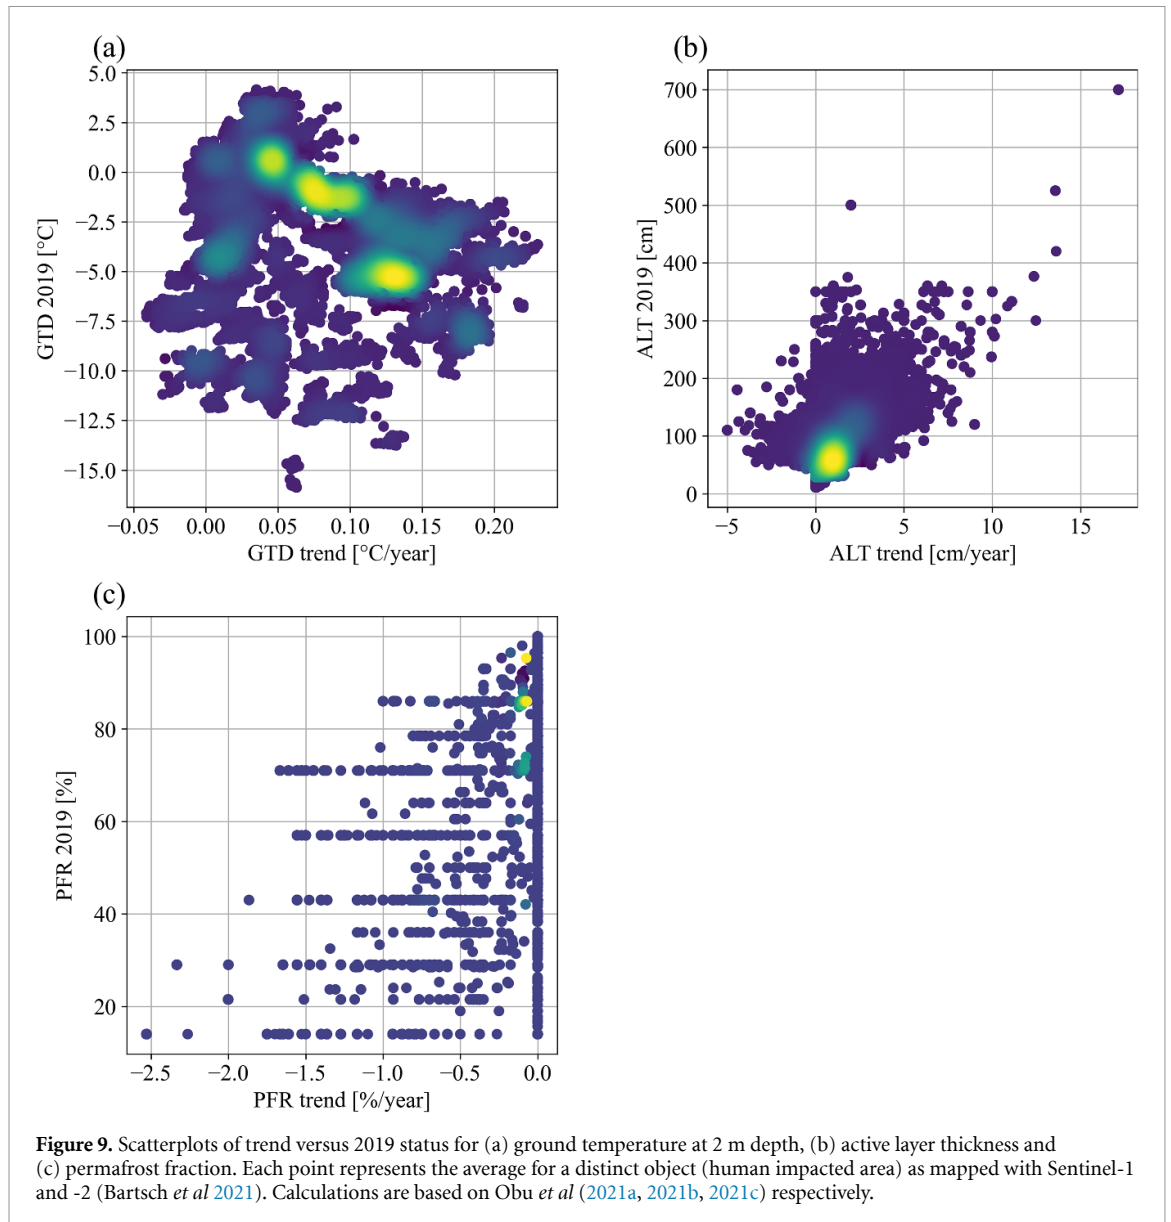 (a)
5.0
2.5
0.0
−2.5
−5.0
−7.5
−10.0
−12.5
−15.0
GTD 2019 [°C]
−0.05 0.00 0.05 0.10 0.15 0.20
GTD trend [°C/year]
(b)
700
600
500
400
300
200
100
0
ALT 2019 [cm]
−5 0 5 10 15
ALT trend [cm/year]
(c)
100
80
60
40
20
PFR 2019 [%]
−2.5 −2.0 −1.5 −1.0 −0.5 0.0
PFR trend [%/year]
Figure 9. Scatterplots of trend versus 2019 status for (a) ground temperature at 2 m depth, (b) active layer thickness and
(c) permafrost fraction. Each point represents the average for a distinct object (human impacted area) as mapped with Sentinel-1
and -2 (Bartsch et al 2021). Calculations are based on Obu et al (2021a, 2021b, 2021c) respectively.